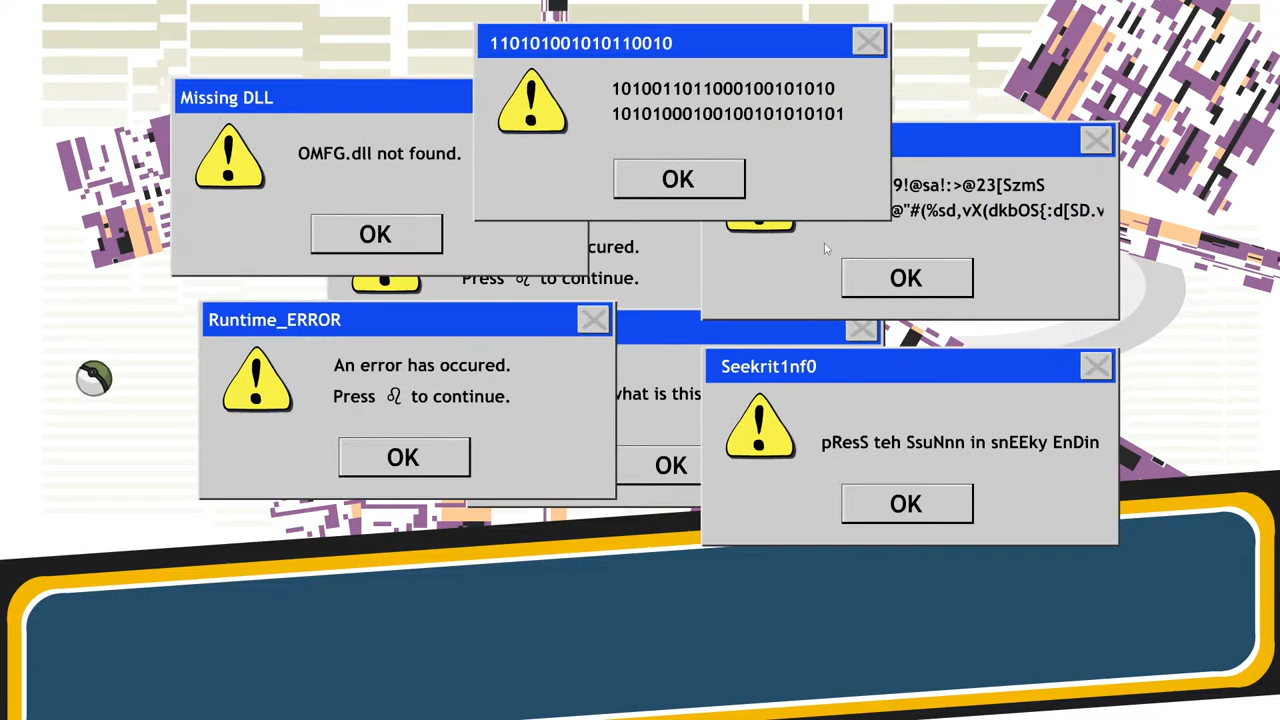 110101001010110010
1010011011000100101010
10101000100100101010101
OK
Missing DLL
OMFG.dll not found.
OK
9!@sa!:>@23[SzmS
@"#(%sd,vX(dkbOS{:d[SD.v
OK
cured.
Press ♌ to continue.
Runtime_ERROR
An error has occured.
Press ♌ to continue.
OK
what is this
OK
Seekrit1nf0
pResS teh SsuNnn in snEEky EnDin
OK